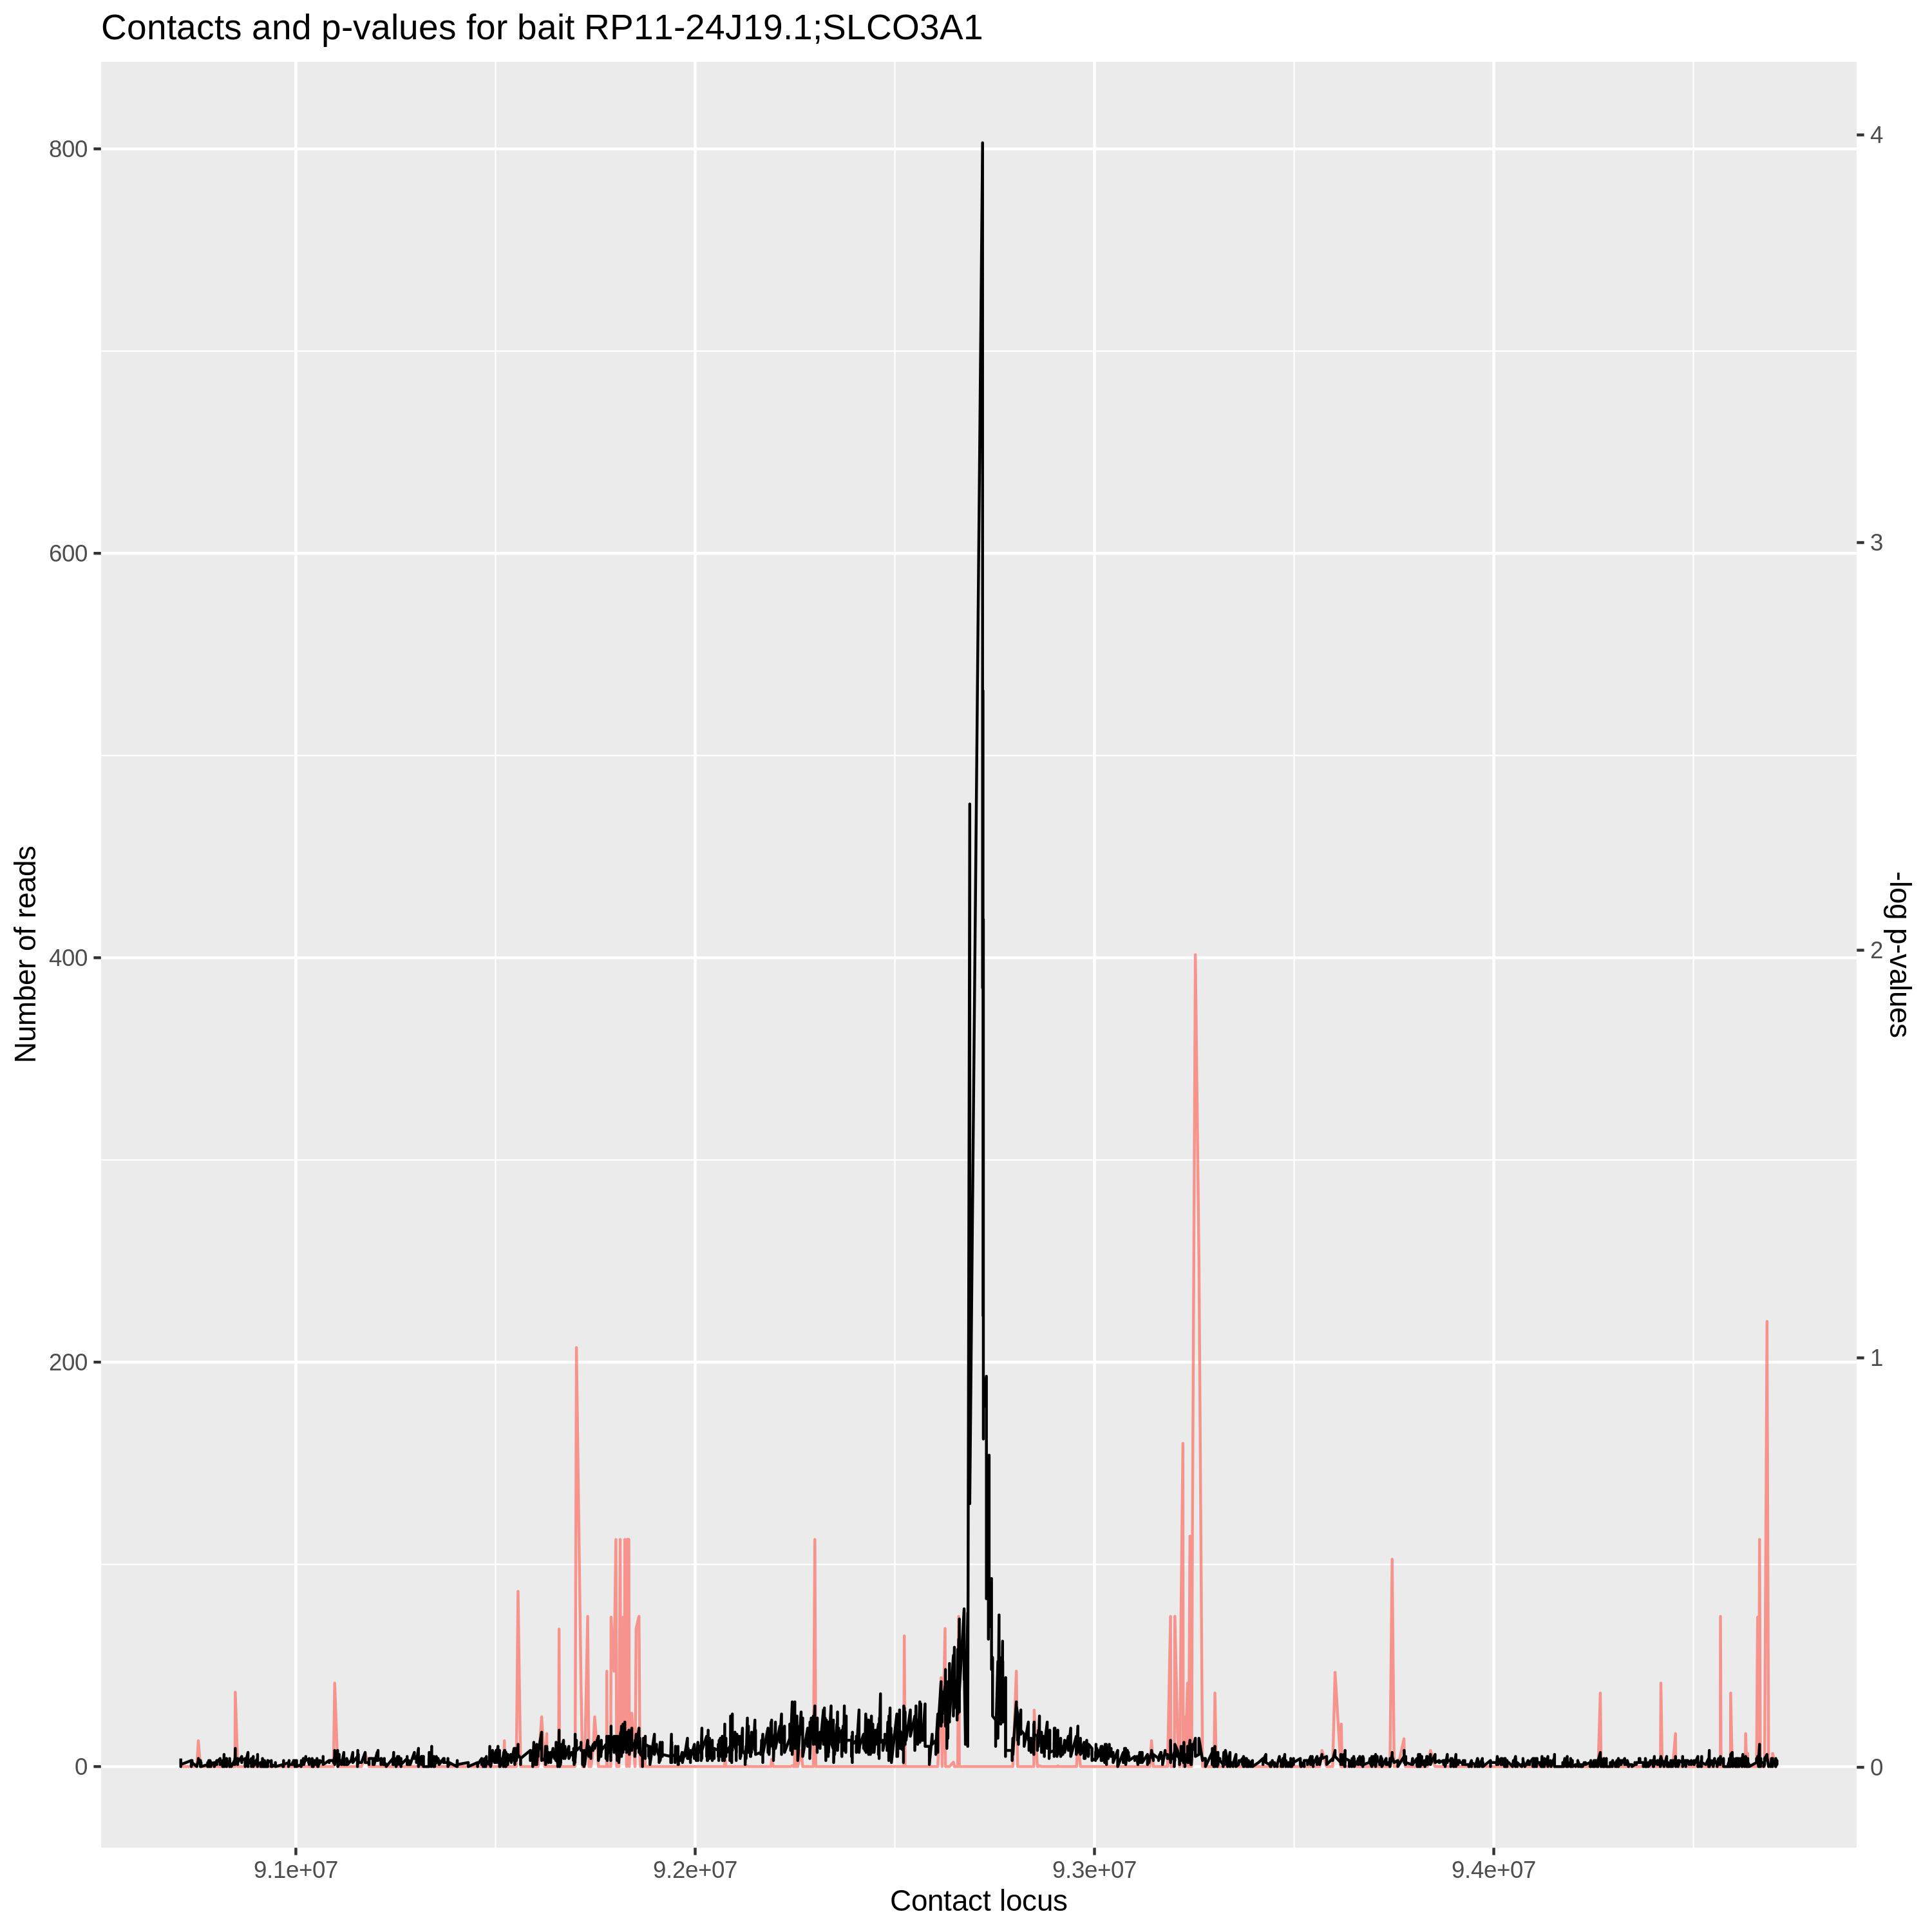 Contacts and p-values for bait RP11-24J19.1;SLCO3A1
800
600
400
200
0
Number of reads
4
3
2
1
0
-log p-values
9.1e+07
9.2e+07
9.3e+07
9.4e+07
Contact locus